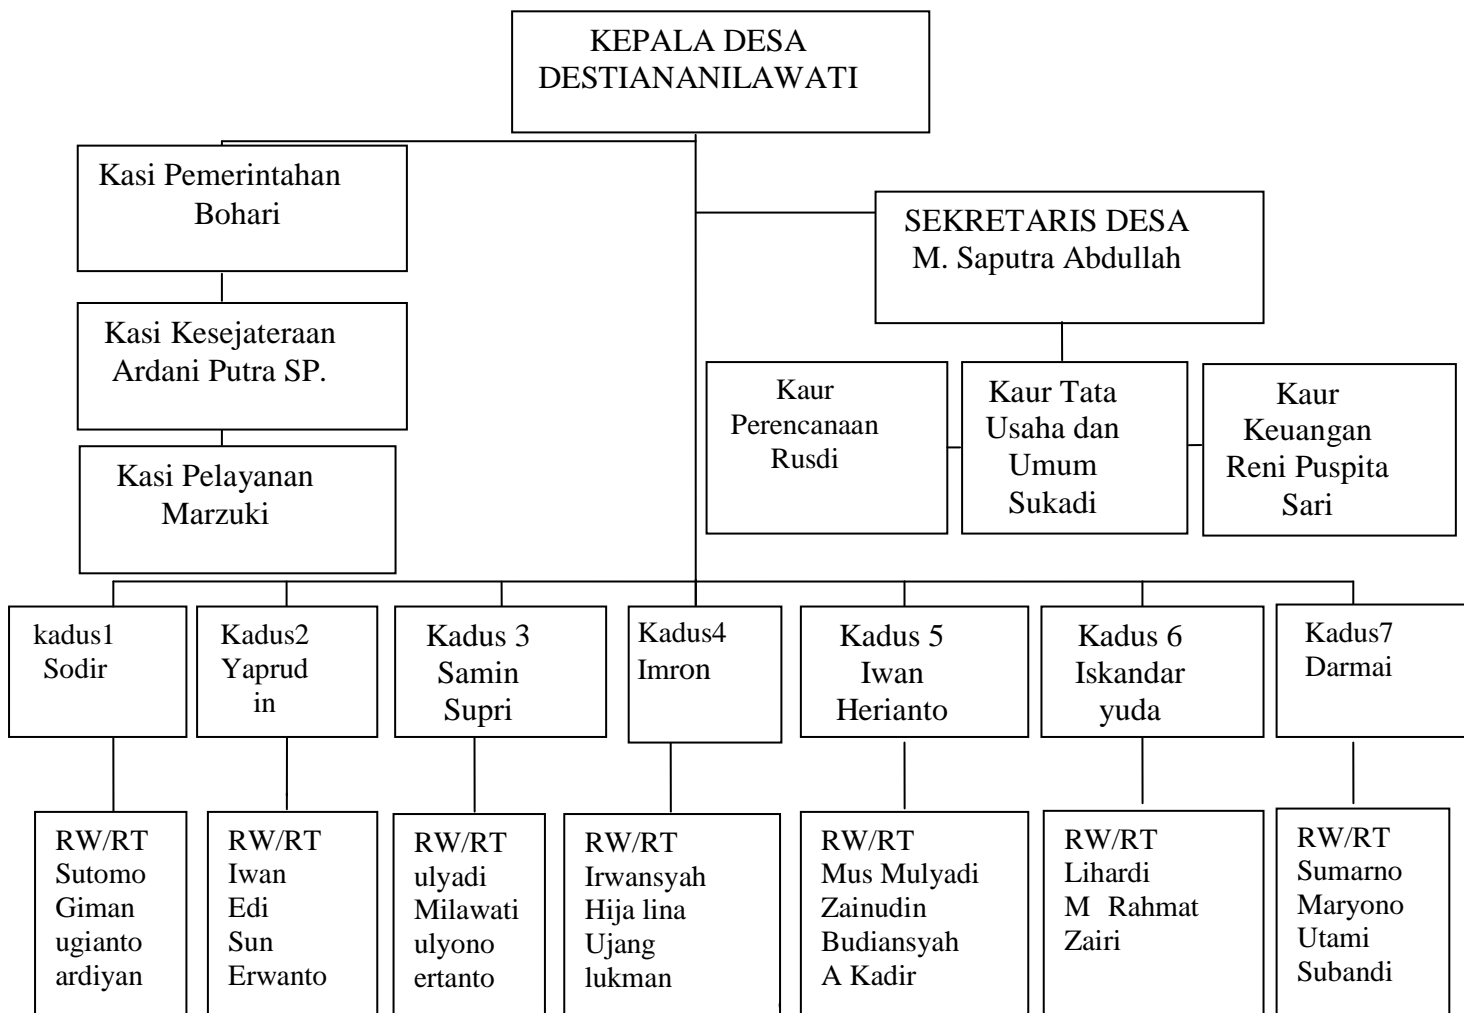 KEPALA DESA
DESTIANANILAWATI
Kasi Pemerintahan
Bohari
SEKRETARIS DESA
M. Saputra Abdullah
Kasi Kesejateraan
Ardani Putra SP.
Kasi Pelayanan
Marzuki
Kaur
Perencanaan
Rusdi
Kaur Tata
Usaha dan
Umum
Sukadi
Kaur
Keuangan
Reni Puspita
Sari
kadus1
Sodir
Kadus2
Yaprud
in
Kadus 3
Samin
Supri
Kadus4
Imron
Kadus 5
Iwan
Herianto
Kadus 6
Iskandar
yuda
Kadus7
Darmai
RW/RT
Sutomo
Giman
ugianto
ardiyan
RW/RT
Iwan
Edi
Sun
Erwanto
RW/RT
ulyadi
Milawati
ulyono
ertanto
RW/RT
Irwansyah
Hija lina
Ujang
lukman
RW/RT
Mus Mulyadi
Zainudin
Budiansyah
A Kadir
RW/RT
Lihardi
M Rahmat
Zairi
RW/RT
Sumarno
Maryono
Utami
Subandi